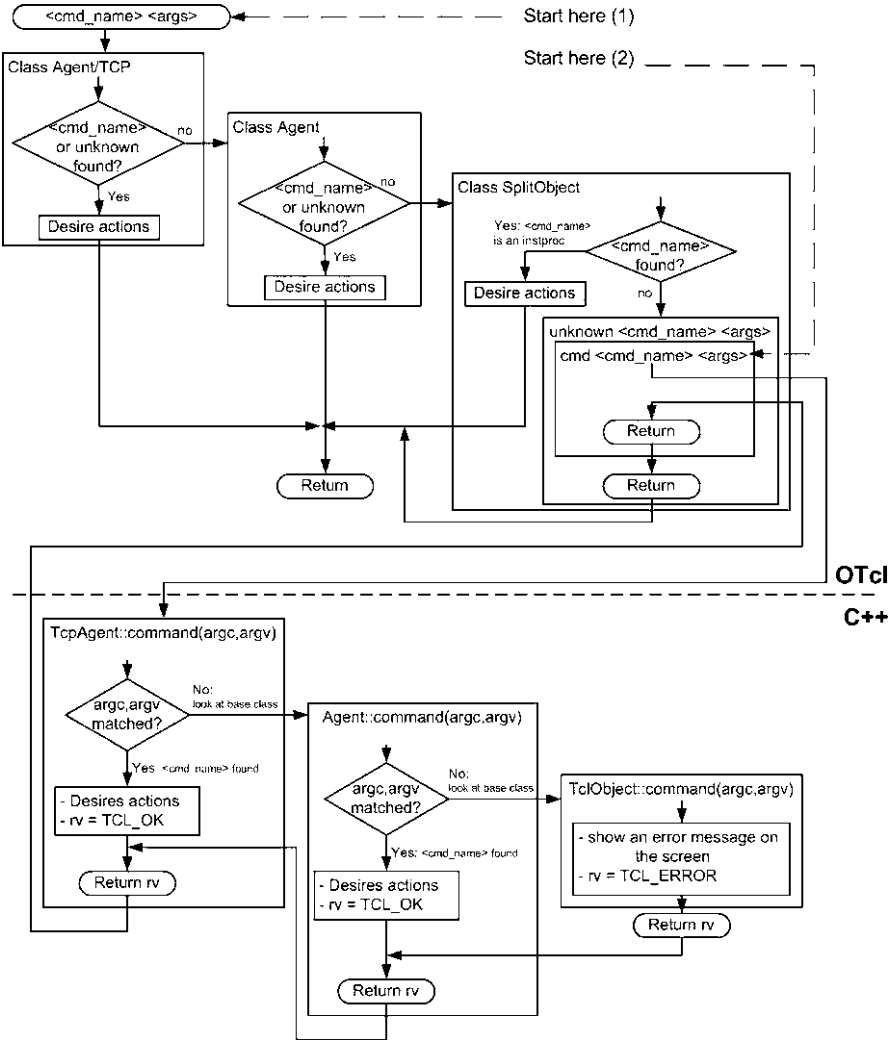 <cmd_name> <args>
Start here (1)
Start here (2)
Class Agent/TCP
<cmd_name>
or unknown
found?
no
Yes
Desire actions
Class Agent
<cmd_name>
or unknown
found?
no
Yes
Desire actions
Class SplitObject
Yes: <cmd_name>
is an instproc
<cmd_name>
found?
no
Desire actions
unknown <cmd_name> <args>
cmd <cmd_name> <args>
Return
Return
Return
OTcl
C++
TcpAgent::command(argc,argv)
argc,argv
matched?
No:
look at base class
Yes <cmd_name> found
- Desires actions
- rv = TCL_OK
Return rv
Agent::command(argc,argv)
argc,argv
matched?
No:
look at base class
Yes: <cmd_name> found
- Desires actions
- rv = TCL_OK
Return rv
TclObject::command(argc,argv)
- show an error message on
the screen
- rv = TCL_ERROR
Return rv